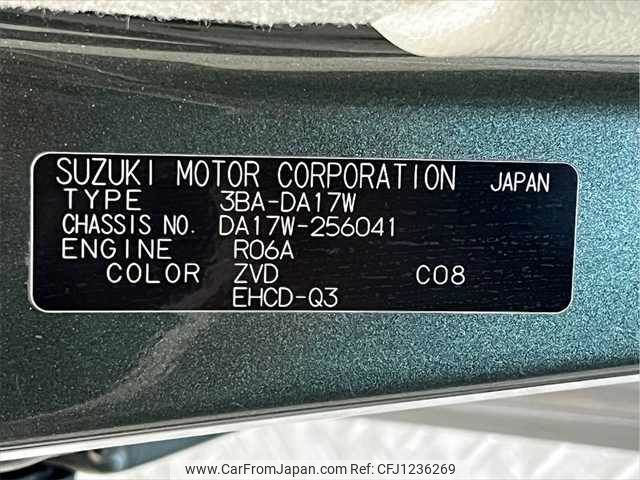 SUZUKI MOTOR CORPORATION JAPAN
TYPE 3BA-DA17W
CHASSIS NO. DA17W-256041
ENGINE R06A
COLOR ZVD C08
EHCD-Q3
www.CarFromJapan.com - CFJ1236269